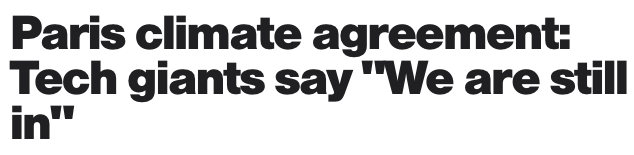 Paris climate agreement:
Tech giants say "We are still
in"